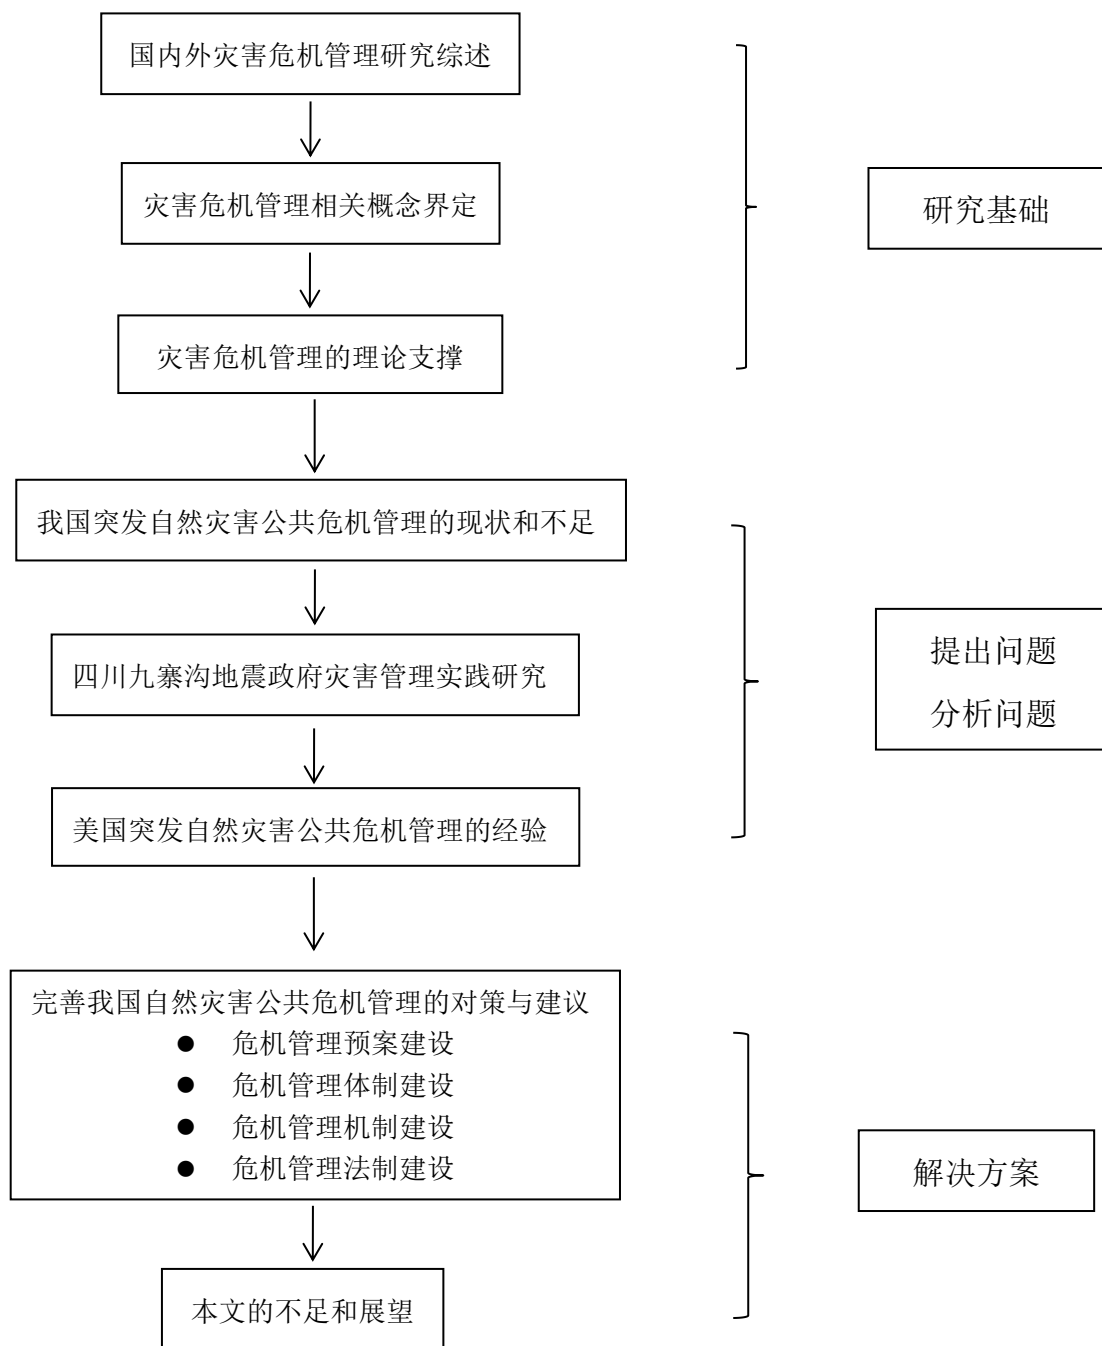 国内外灾害危机管理研究综述
灾害危机管理相关概念界定
灾害危机管理的理论支撑
研究基础
我国突发自然灾害公共危机管理的现状和不足
四川九寨沟地震政府灾害管理实践研究
美国突发自然灾害公共危机管理的经验
提出问题
分析问题
完善我国自然灾害公共危机管理的对策与建议
● 危机管理预案建设
● 危机管理体制建设
● 危机管理机制建设
● 危机管理法制建设
本文的不足和展望
解决方案